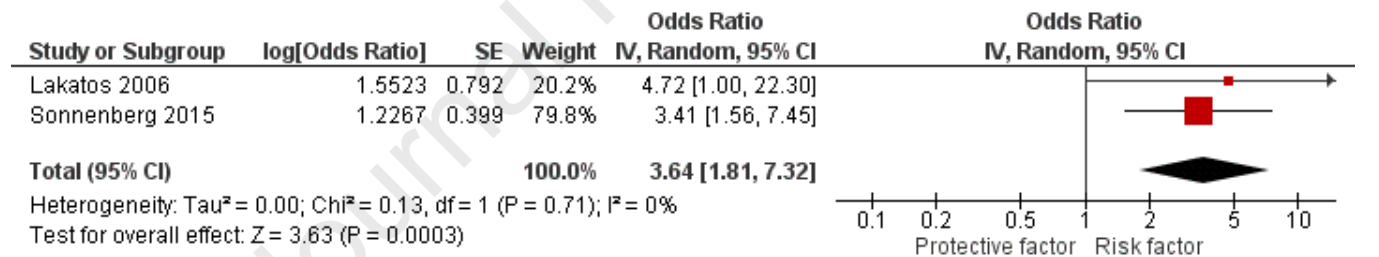 Odds Ratio Odds Ratio
Study or Subgroup log[Odds Ratio] SE Weight IV, Random, 95% CI IV, Random, 95% CI
Lakatos 2006 1.5523 0.792 20.2% 4.72 [1.00, 22.30]
Sonnenberg 2015 1.2267 0.399 79.8% 3.41 [1.56, 7.45]
Total (95% CI) 100.0% 3.64 [1.81, 7.32]
Heterogeneity: Tau² = 0.00; Chi² = 0.13, df = 1 (P = 0.71); I² = 0%
Test for overall effect: Z = 3.63 (P = 0.0003)
0.1 0.2 0.5 1 2 5 10
Protective factor Risk factor
Journal